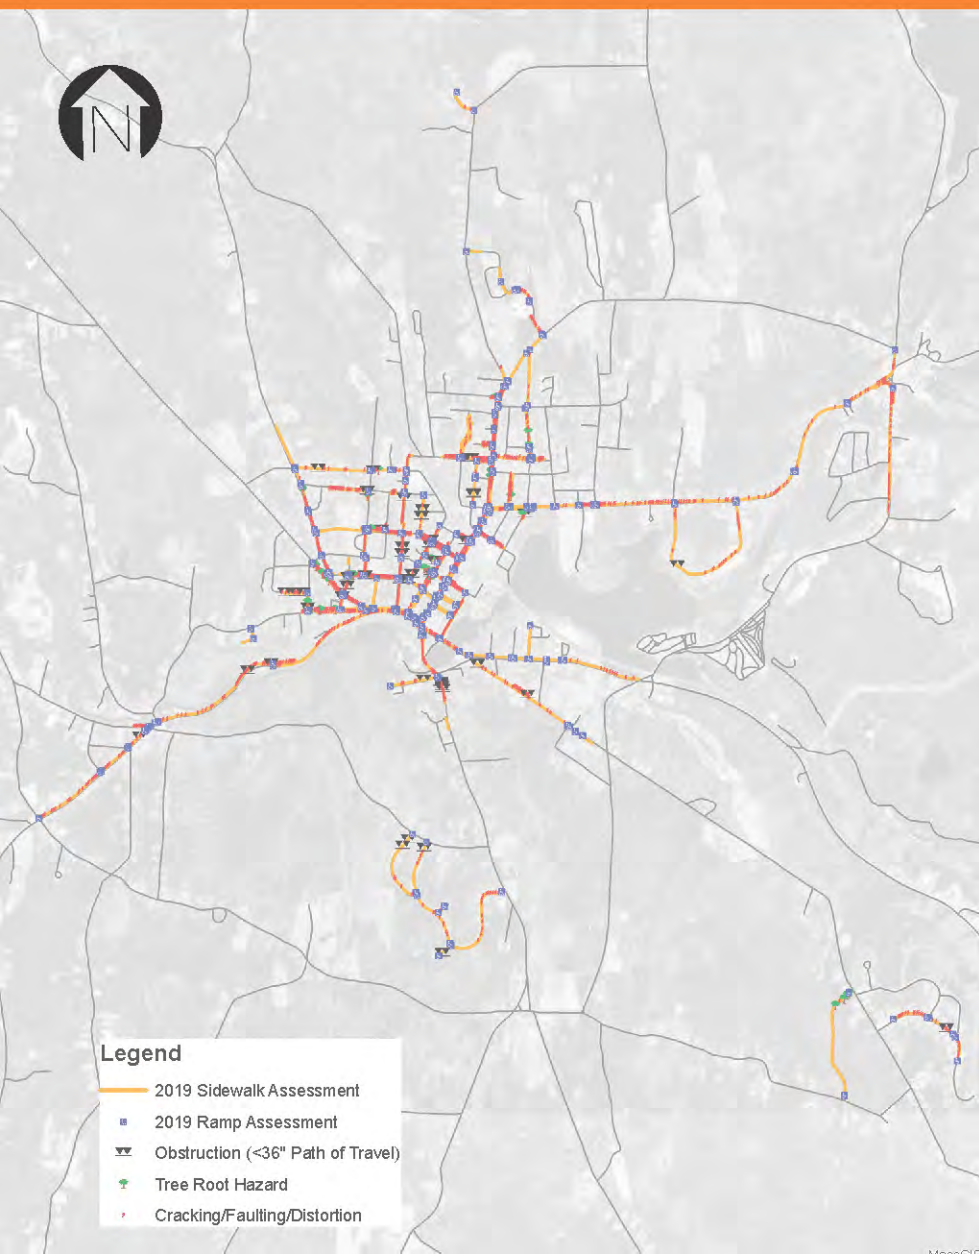 N
Legend
2019 Sidewalk Assessment
2019 Ramp Assessment
Obstruction (<36" Path of Travel)
Tree Root Hazard
Cracking/Faulting/Distortion